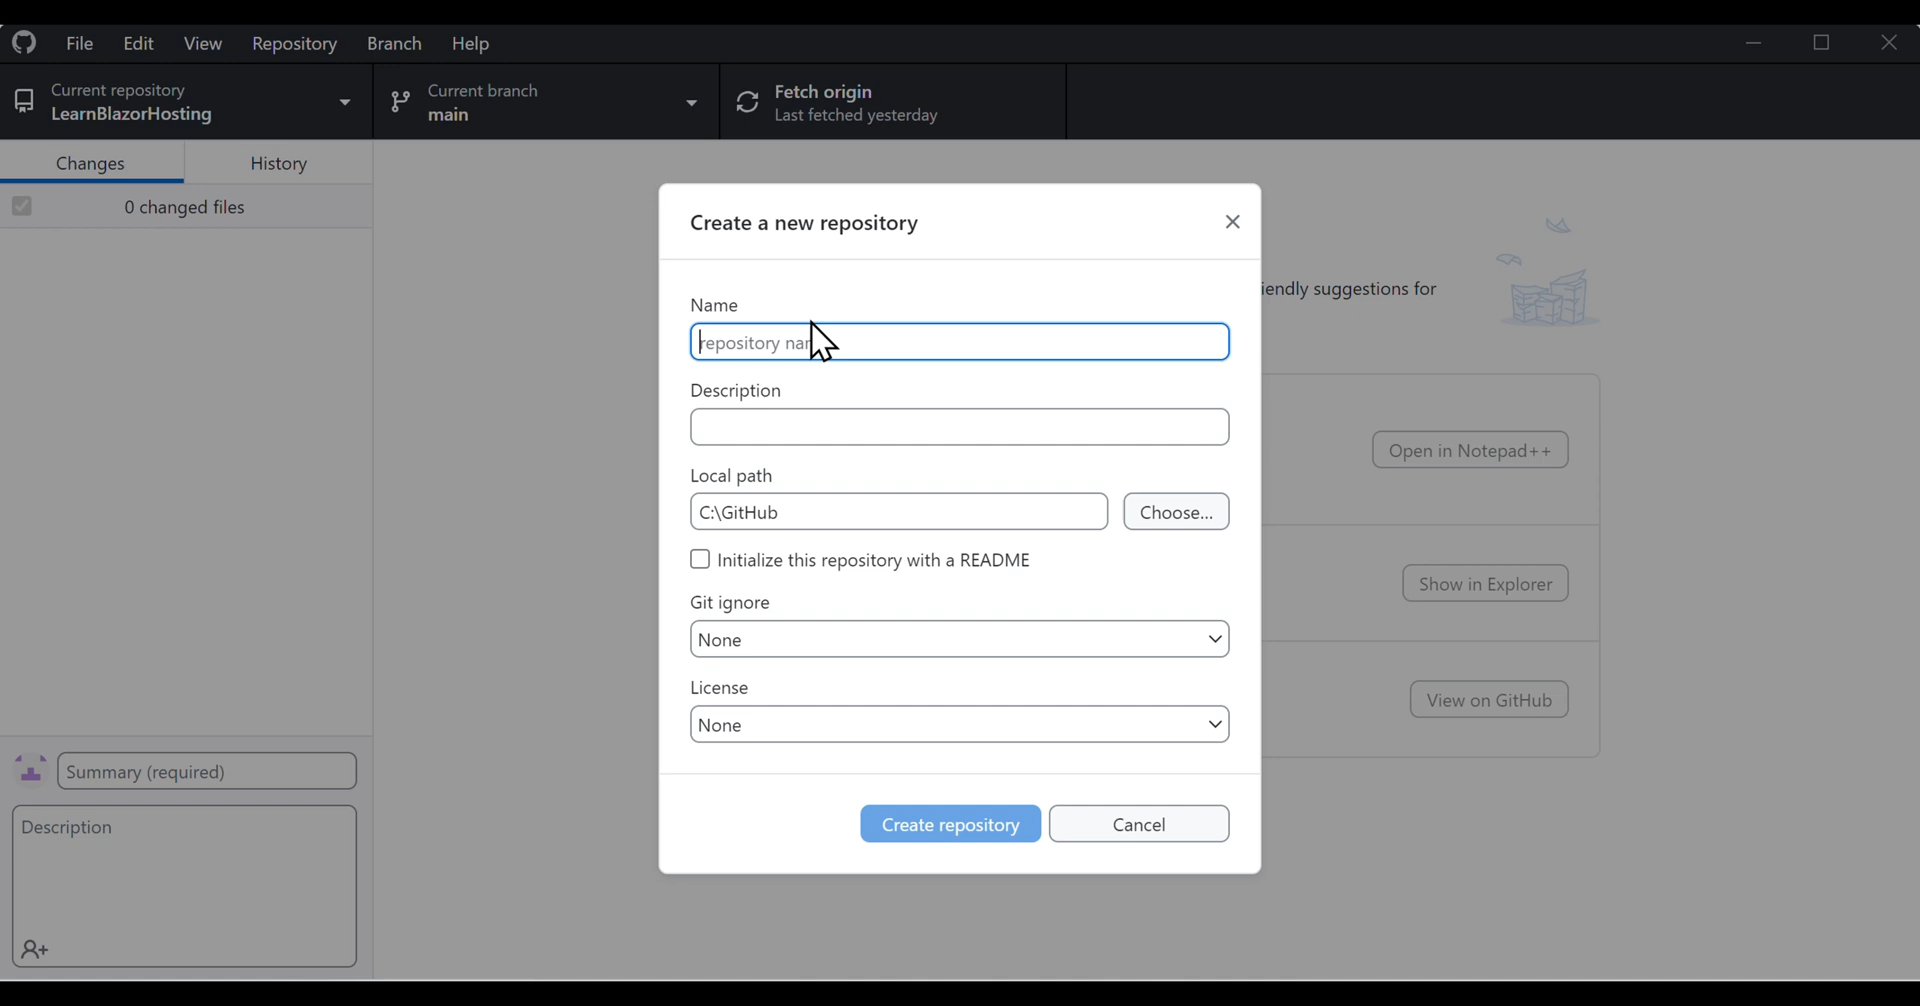 File Edit View Repository Branch Help
Current repository
LearnBlazorHosting
Current branch
main
Fetch origin
Last fetched yesterday
Changes History
0 changed files
Create a new repository
iendly suggestions for
Name
repository
Description
Open in Notepad++
Local path
C:\GitHub Choose...
Initialize this repository with a README
Show in Explorer
Git ignore
None
License
View on GitHub
None
Summary (required)
Create repository Cancel
Description